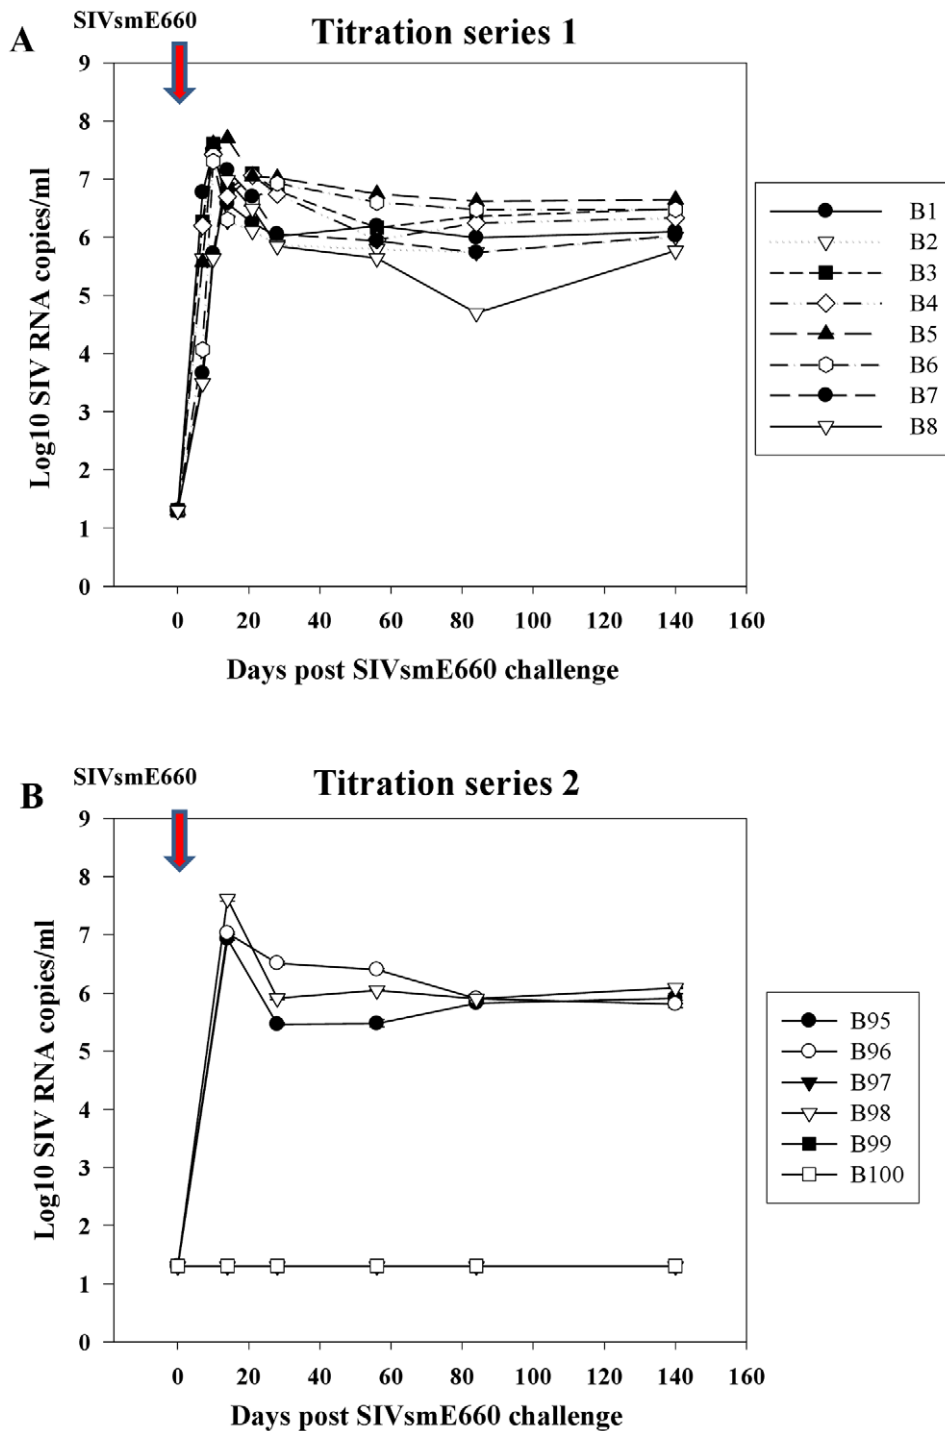 SIVsmE660
A
Titration series 1
9
8
7
6
5
4
3
2
1
0
Log10 SIV RNA copies/ml
0 20 40 60 80 100 120 140 160
Days post SIVsmE660 challenge
B1
B2
B3
B4
B5
B6
B7
B8
SIVsmE660
B
Titration series 2
9
8
7
6
5
4
3
2
1
0
Log10 SIV RNA copies/ml
0 20 40 60 80 100 120 140 160
Days post SIVsmE660 challenge
B95
B96
B97
B98
B99
B100